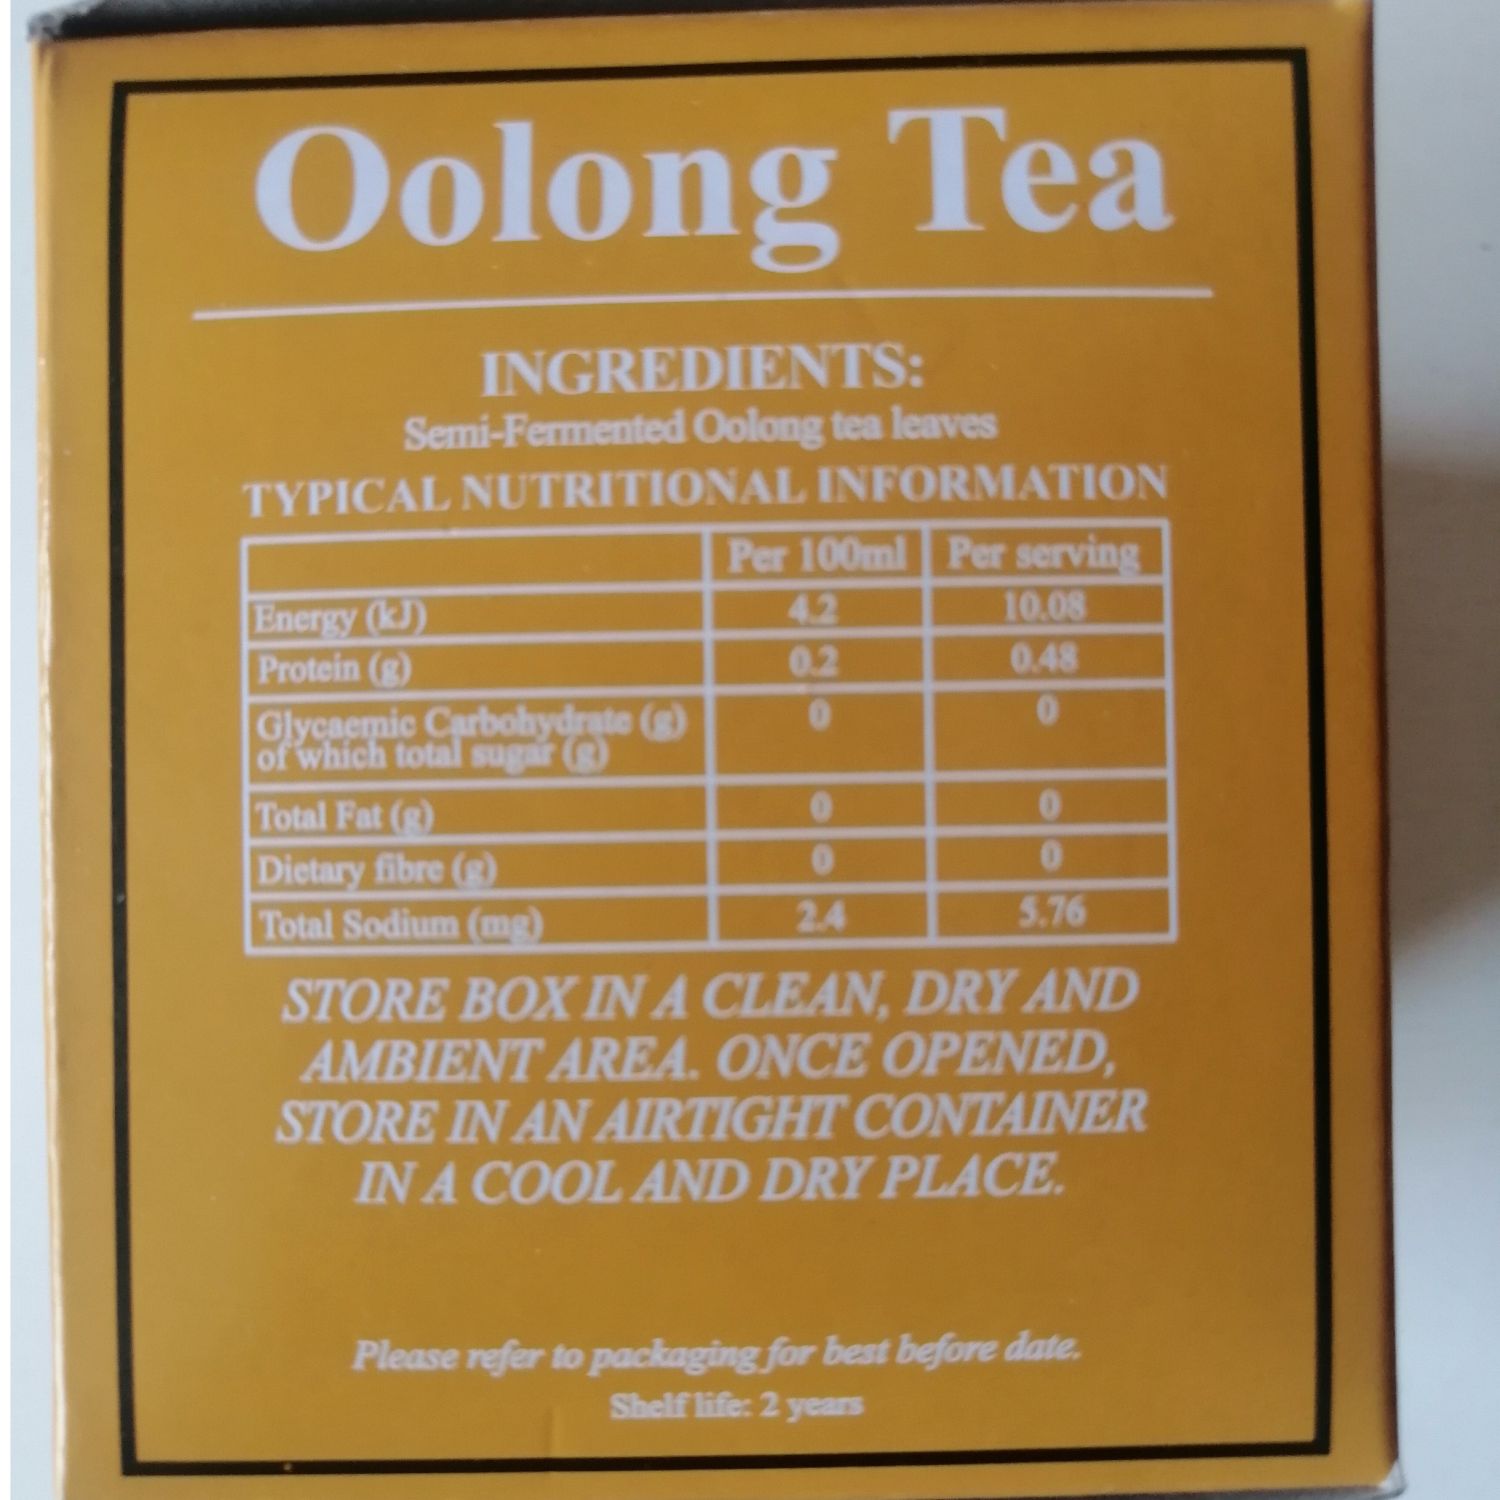 Oolong Tea
INGREDIENTS:
Semi-Fermented Oolong tea leaves
TYPICAL NUTRITIONAL INFORMATION
Per 100ml Per serving
Energy (kJ) 4.2 10.08
Protein (g) 0.2 0.48
Glycaemic Carbohydrate (g) 0 0
of which total sugar (g)
Total Fat (g) 0 0
Dietary fibre (g) 0 0
Total Sodium (mg) 2.4 5.76
STORE BOX IN A CLEAN, DRY AND
AMBIENT AREA. ONCE OPENED,
STORE IN AN AIRTIGHT CONTAINER
IN A COOL AND DRY PLACE.
Please refer to packaging for best before date.
Shelf life: 2 years